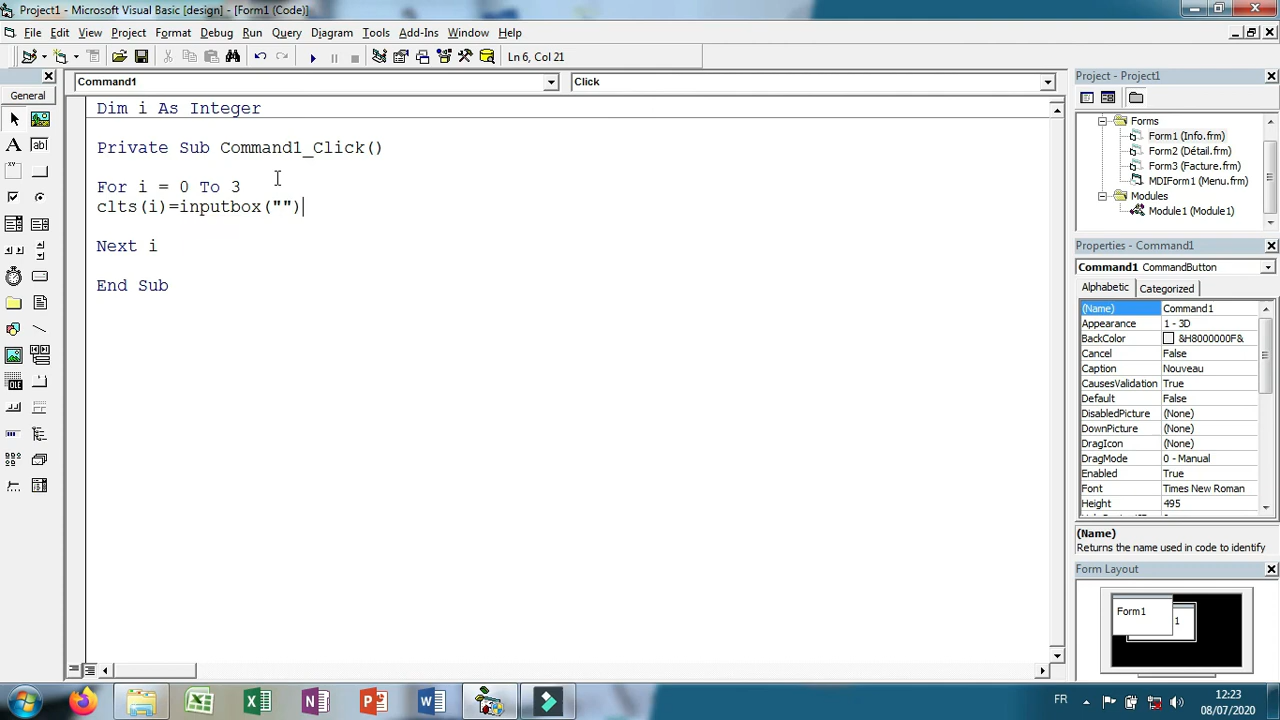 Project1 - Microsoft Visual Basic [design] - [Form1 (Code)]
File Edit View Project Format Debug Run Query Diagram Tools Add-Ins Window Help
Ln 6, Col 21
General
Command1
Click
Dim i As Integer
Private Sub Command1_Click()
For i = 0 To 3
clts(i)=inputbox("")
Next i
End Sub
Project - Project1
Forms
Form1 (Info.frm)
Form2 (Détail.frm)
Form3 (Facture.frm)
MDIForm1 (Menu.frm)
Modules
Module1 (Module1)
Properties - Command1
Command1 CommandButton
Alphabetic Categorized
(Name) Command1
Appearance 1 - 3D
BackColor &H8000000F&
Cancel False
Caption Nouveau
CausesValidation True
Default False
DisabledPicture (None)
DownPicture (None)
DragIcon (None)
DragMode 0 - Manual
Enabled True
Font Times New Roman
Height 495
(Name)
Returns the name used in code to identify
Form Layout
Form1
1
FR
12:23
08/07/2020